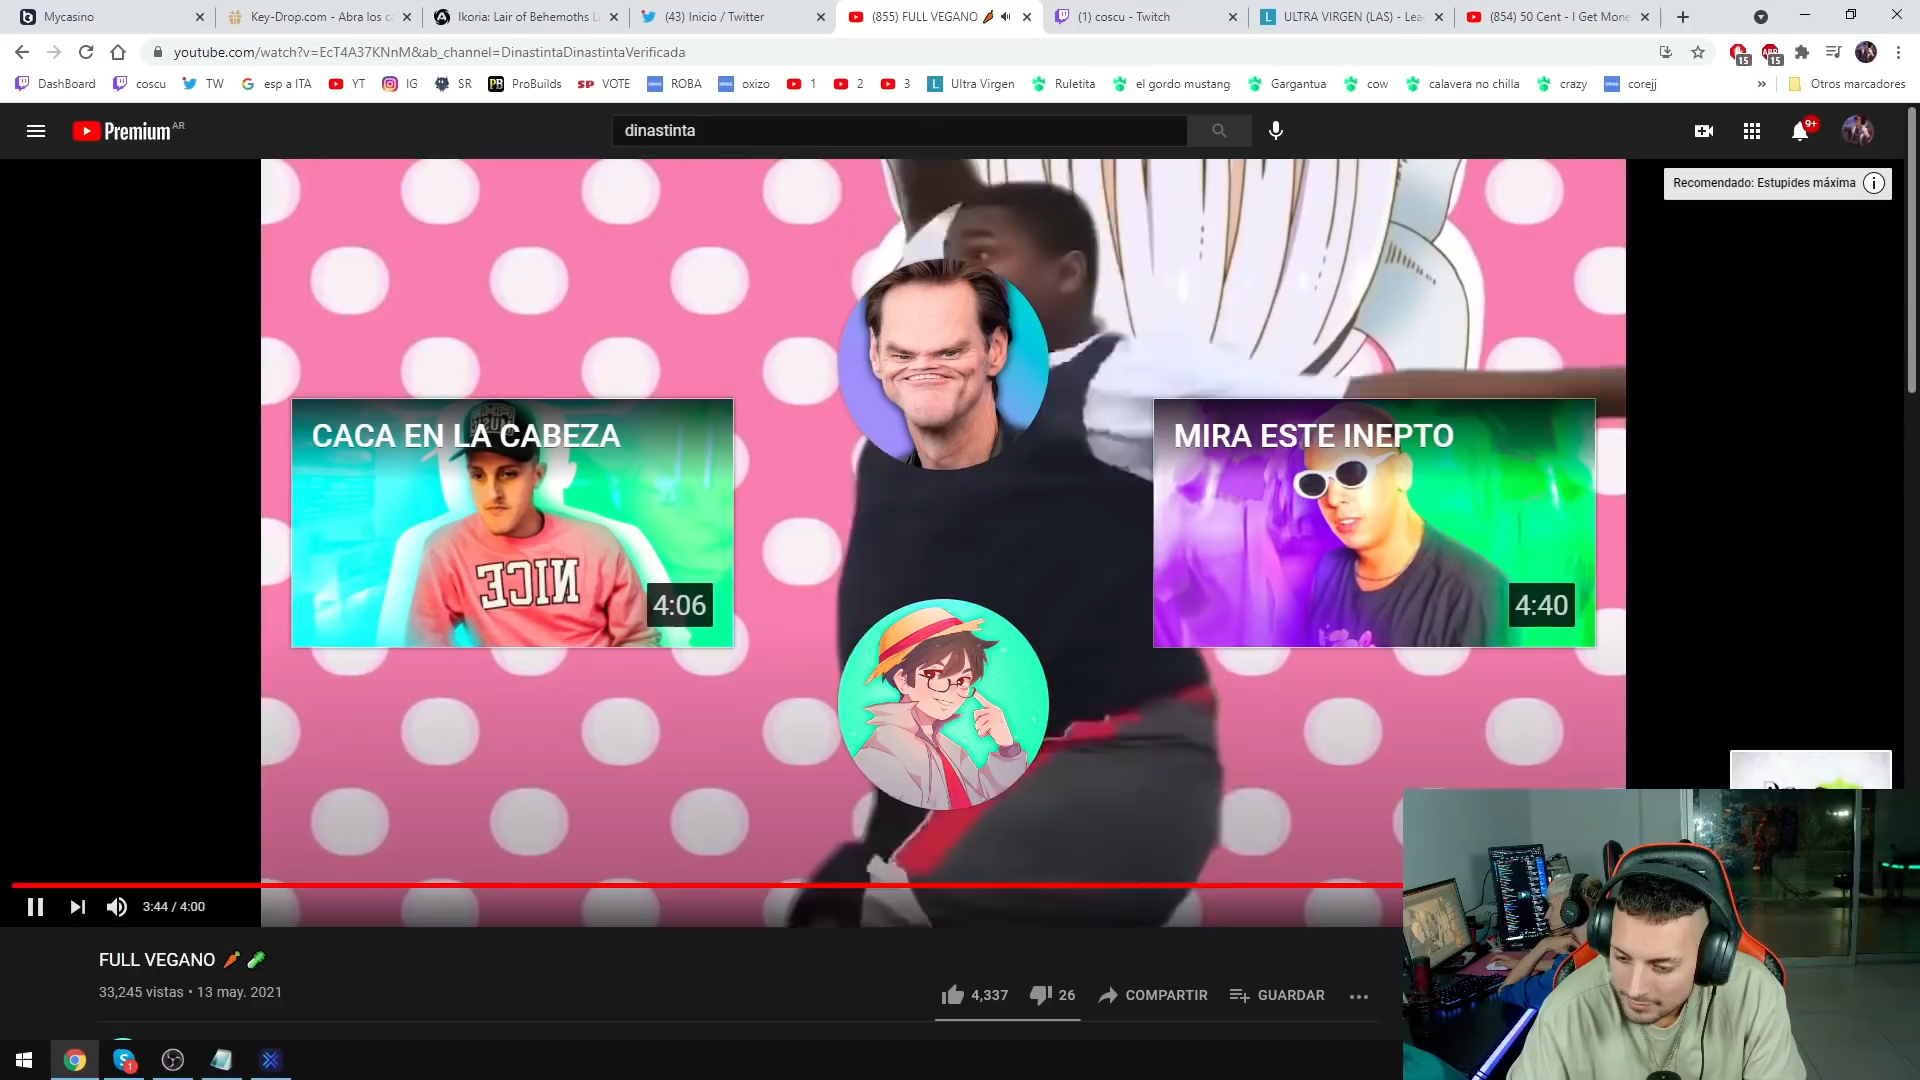 Mycasino
Key-Drop.com - Abra los c
Ikoria: Lair of Behemoths L
(43) Inicio / Twitter
(855) FULL VEGANO 🥕
(1) coscu - Twitch
ULTRA VIRGEN (LAS) - Lea
(854) 50 Cent - I Get Mone
youtube.com/watch?v=EcT4A37KNnM&ab_channel=DinastintaDinastintaVerificada
15
15
DashBoard
coscu
TW
esp a ITA
YT
IG
SR
ProBuilds
VOTE
ROBA
oxizo
1
2
3
Ultra Virgen
Ruletita
el gordo mustang
Gargantua
cow
calavera no chilla
crazy
corejj
Otros marcadores
Premium AR
dinastinta
9+
Recomendado: Estupides máxima
CACA EN LA CABEZA
NICE
4:06
MIRA ESTE INEPTO
4:40
3:44 / 4:00
FULL VEGANO 🥕 🥒
33,245 vistas • 13 may. 2021
4,337
26
COMPARTIR
GUARDAR
1